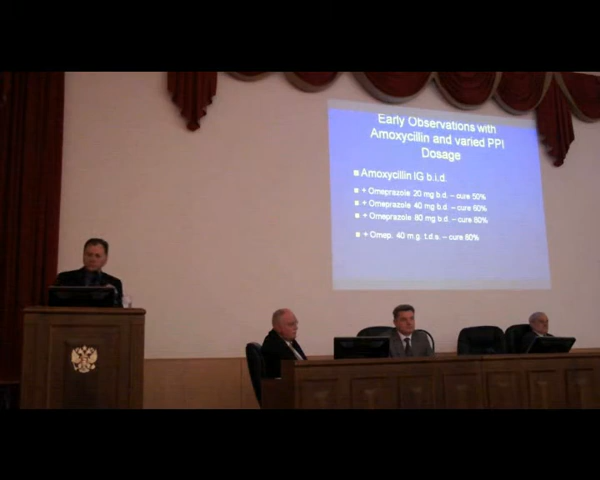 Early Observations with
Amoxycillin and varied PPI
Dosage
Amoxycillin IG b.i.d.
+ Omeprazole 20 mg b.d. – cure 50%
+ Omeprazole 40 mg b.d. – cure 60%
+ Omeprazole 80 mg b.d. – cure 80%
+ Omep. 40 m.g. t.d.s. – cure 80%